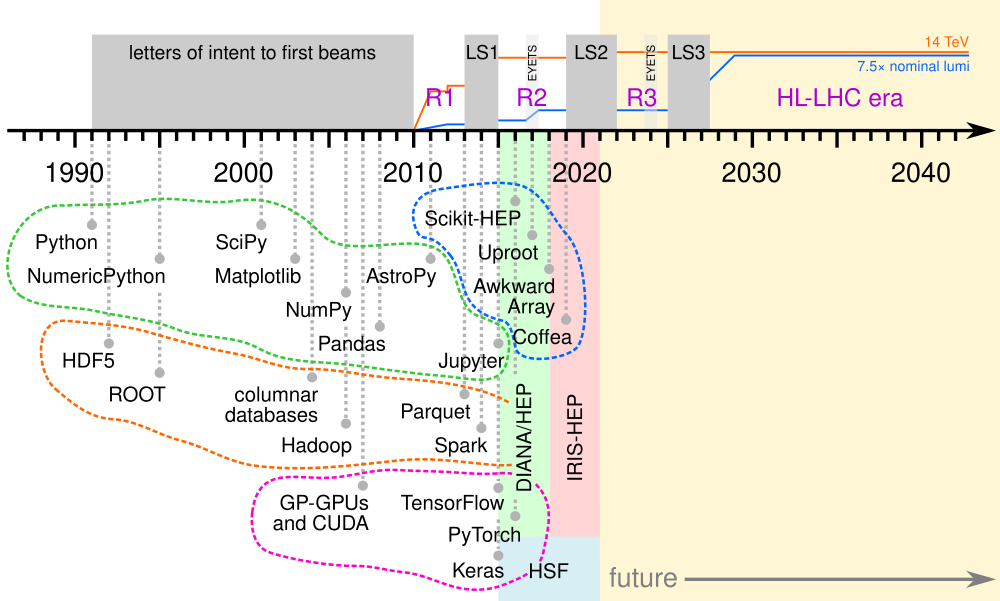 letters of intent to first beams
LS1
EYETS
LS2
EYETS
LS3
14 TeV
7.5× nominal lumi
R1
R2
R3
HL-LHC era
1990
2000
2010
2020
2030
2040
Python
SciPy
Scikit-HEP
Uproot
NumericPython
Matplotlib
AstroPy
Awkward
Array
NumPy
Pandas
Coffea
HDF5
Jupyter
ROOT
columnar
databases
Parquet
Hadoop
Spark
DIANA/HEP
IRIS-HEP
GP-GPUs
and CUDA
TensorFlow
PyTorch
Keras
HSF
future